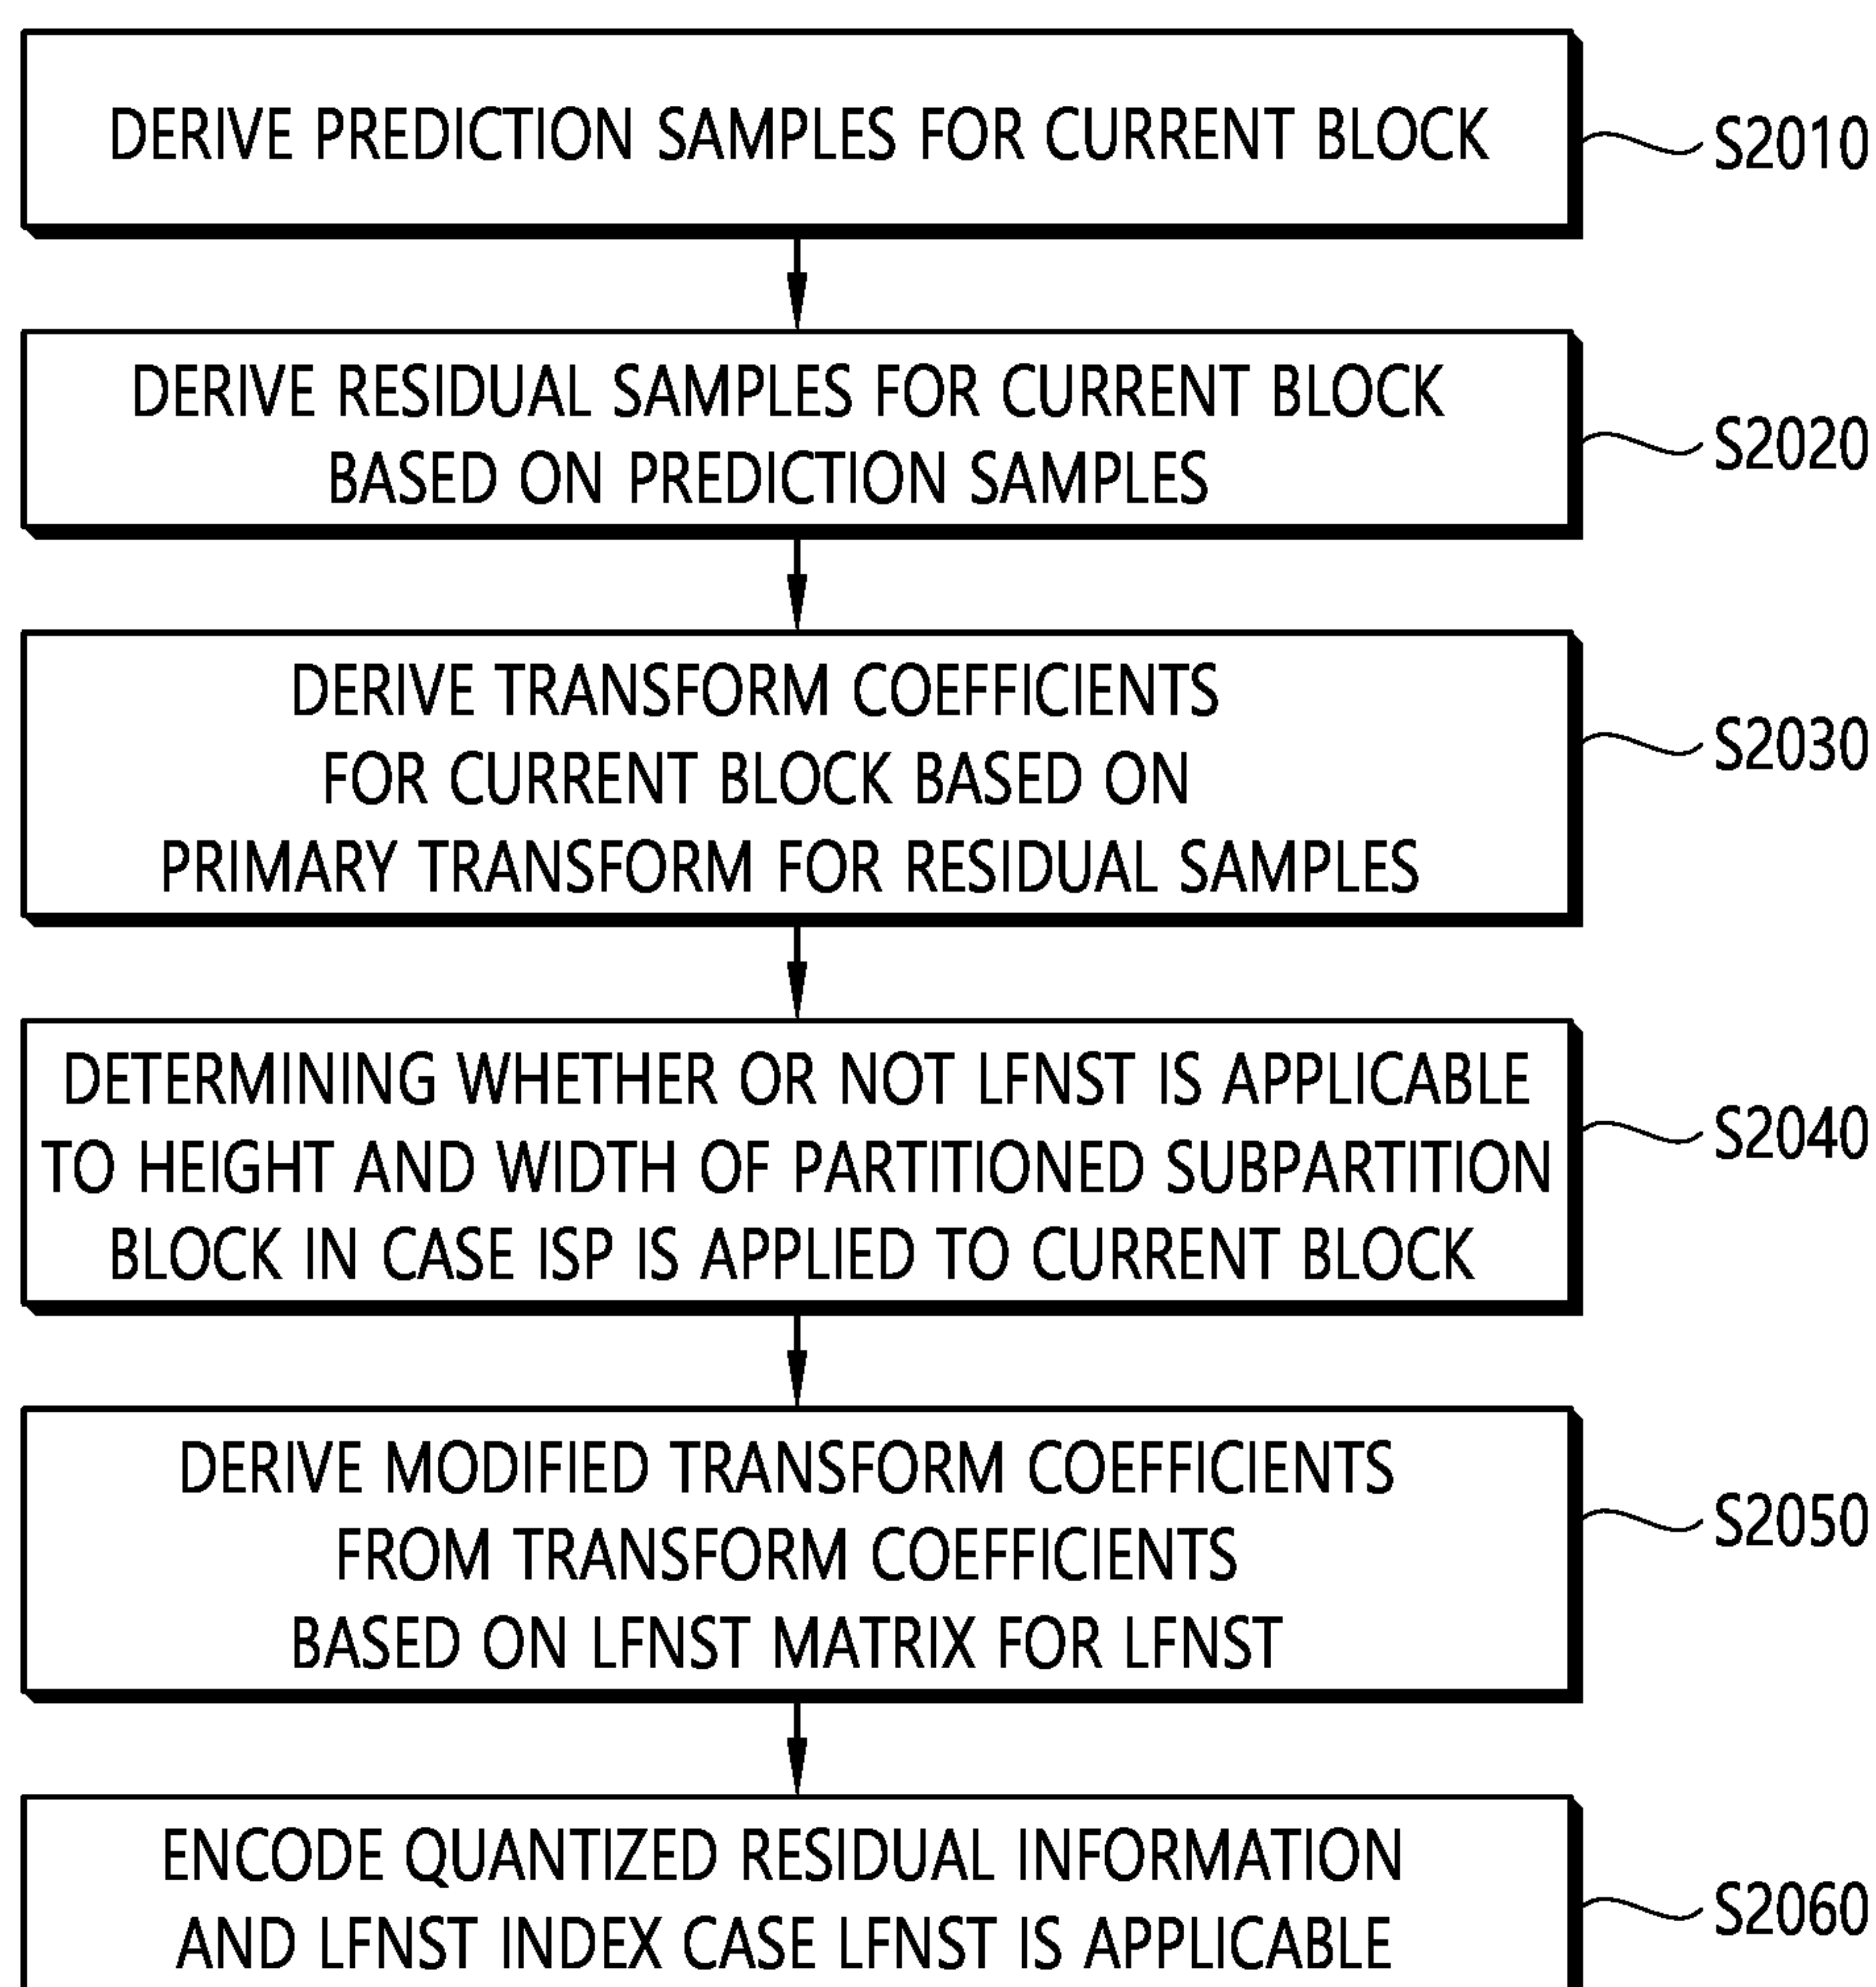 DERIVE PREDICTION SAMPLES FOR CURRENT BLOCK
S2010
DERIVE RESIDUAL SAMPLES FOR CURRENT BLOCK
BASED ON PREDICTION SAMPLES
S2020
DERIVE TRANSFORM COEFFICIENTS
FOR CURRENT BLOCK BASED ON
PRIMARY TRANSFORM FOR RESIDUAL SAMPLES
S2030
DETERMINING WHETHER OR NOT LFNST IS APPLICABLE
TO HEIGHT AND WIDTH OF PARTITIONED SUBPARTITION
BLOCK IN CASE ISP IS APPLIED TO CURRENT BLOCK
S2040
DERIVE MODIFIED TRANSFORM COEFFICIENTS
FROM TRANSFORM COEFFICIENTS
BASED ON LFNST MATRIX FOR LFNST
S2050
ENCODE QUANTIZED RESIDUAL INFORMATION
AND LFNST INDEX CASE LFNST IS APPLICABLE
S2060